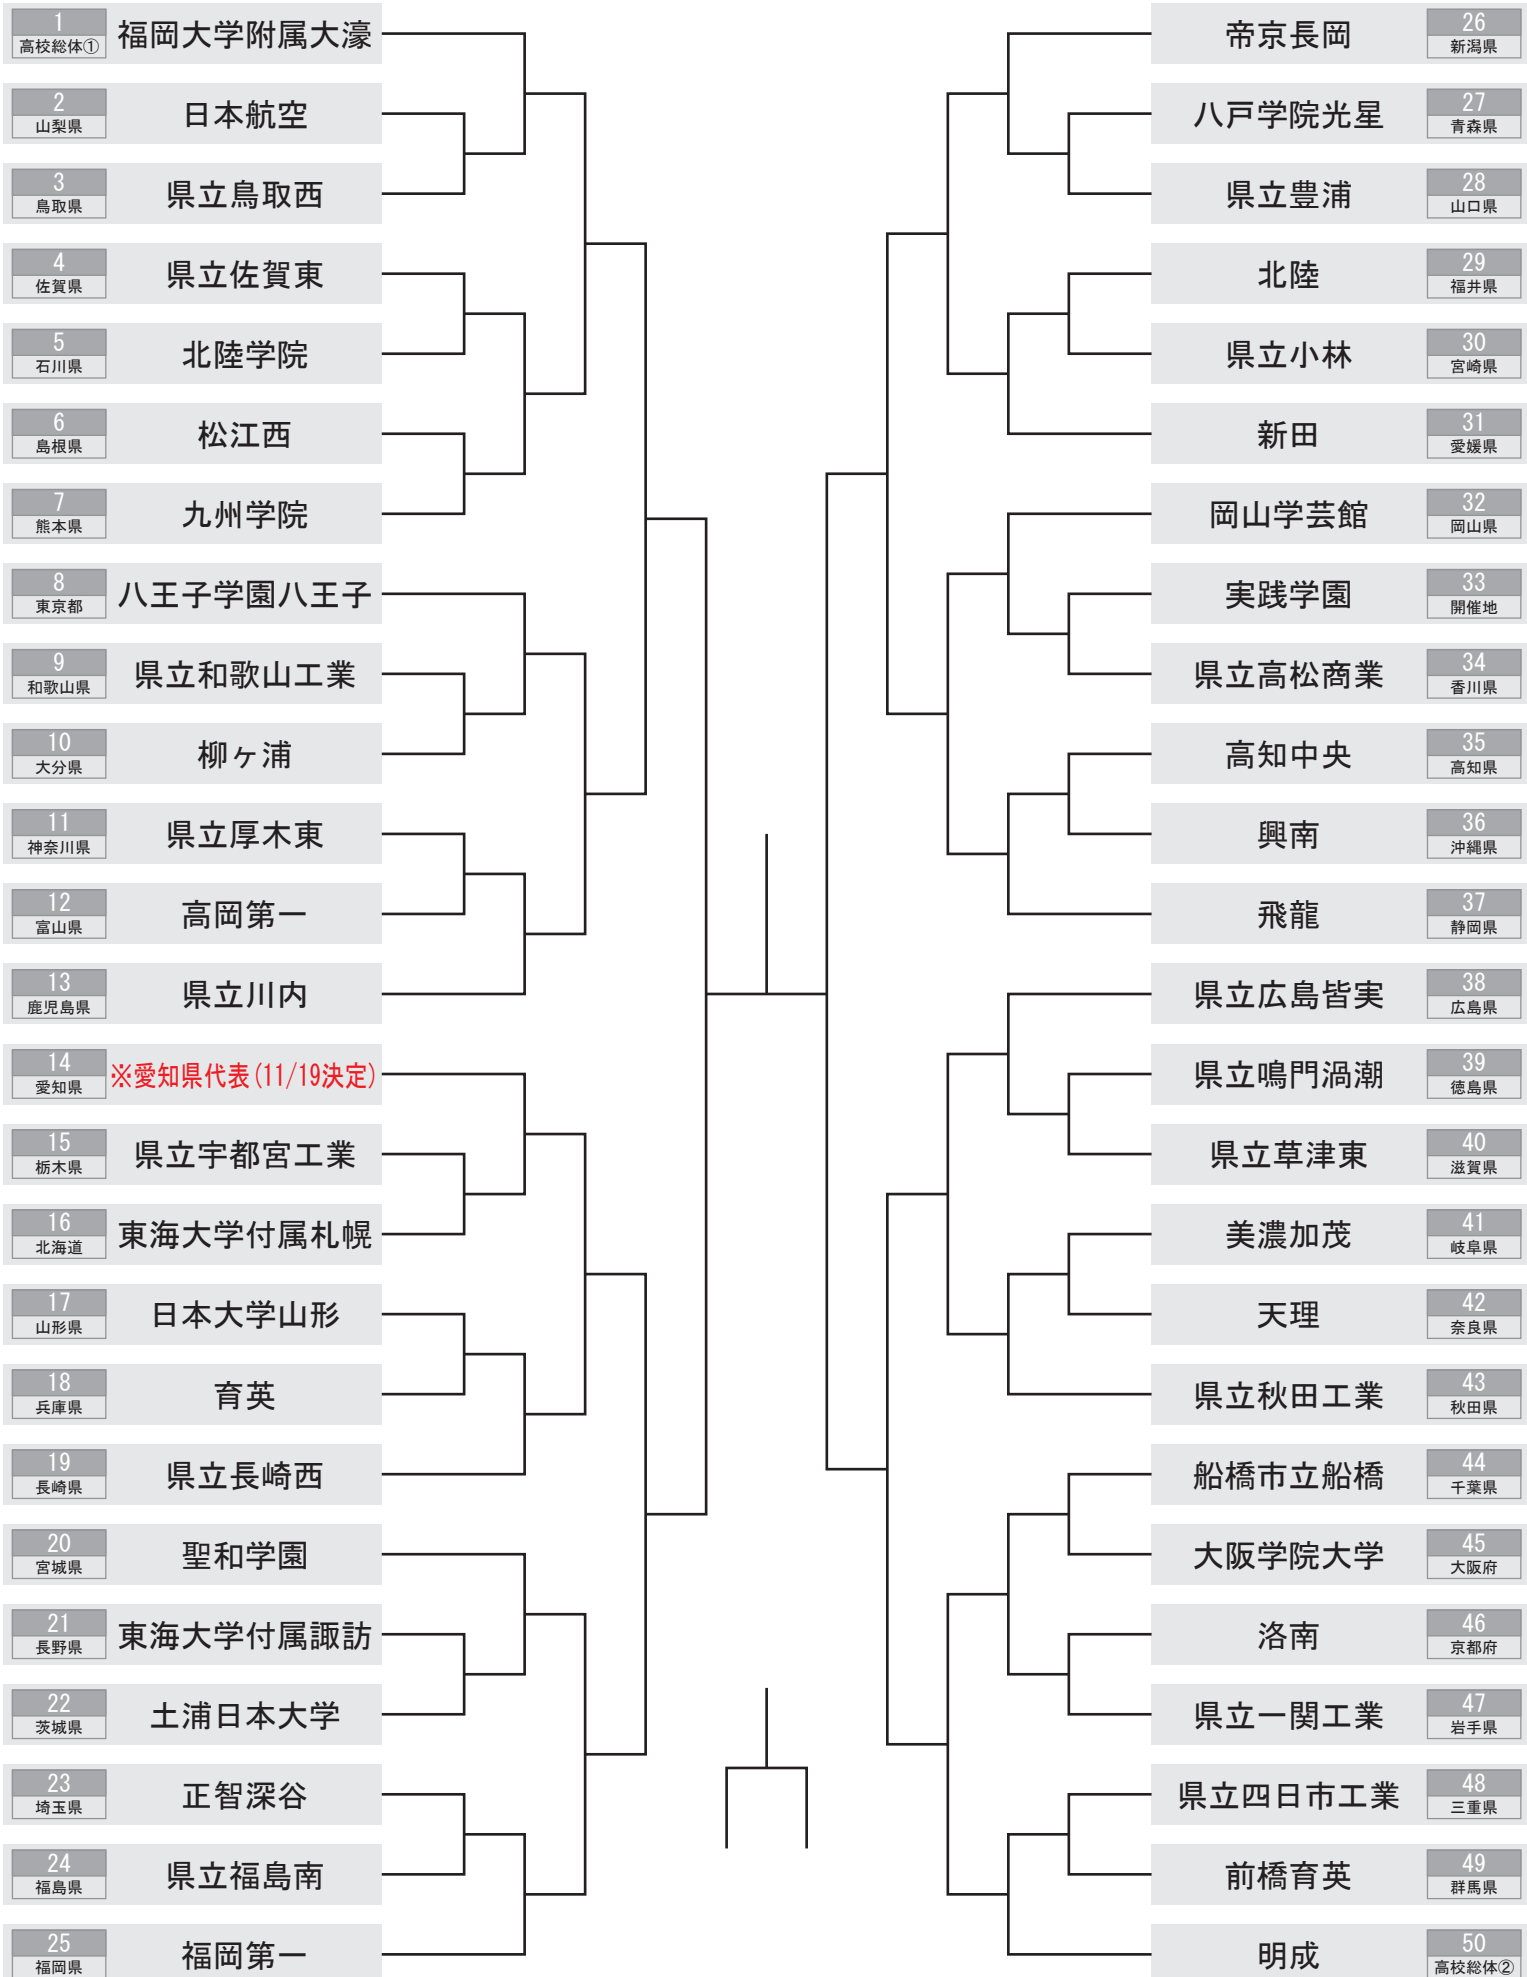 1
高校総体①
福岡大学附属大濠
2
山梨県
日本航空
3
鳥取県
県立鳥取西
4
佐賀県
県立佐賀東
5
石川県
北陸学院
6
島根県
松江西
7
熊本県
九州学院
8
東京都
八王子学園八王子
9
和歌山県
県立和歌山工業
10
大分県
柳ヶ浦
11
神奈川県
県立厚木東
12
富山県
高岡第一
13
鹿児島県
県立川内
14
愛知県
※愛知県代表(11/19決定)
15
栃木県
県立宇都宮工業
16
北海道
東海大学付属札幌
17
山形県
日本大学山形
18
兵庫県
育英
19
長崎県
県立長崎西
20
宮城県
聖和学園
21
長野県
東海大学付属諏訪
22
茨城県
土浦日本大学
23
埼玉県
正智深谷
24
福島県
県立福島南
25
福岡県
福岡第一
帝京長岡
26
新潟県
八戸学院光星
27
青森県
県立豊浦
28
山口県
北陸
29
福井県
県立小林
30
宮崎県
新田
31
愛媛県
岡山学芸館
32
岡山県
実践学園
33
開催地
県立高松商業
34
香川県
高知中央
35
高知県
興南
36
沖縄県
飛龍
37
静岡県
県立広島皆実
38
広島県
県立鳴門渦潮
39
徳島県
県立草津東
40
滋賀県
美濃加茂
41
岐阜県
天理
42
奈良県
県立秋田工業
43
秋田県
船橋市立船橋
44
千葉県
大阪学院大学
45
大阪府
洛南
46
京都府
県立一関工業
47
岩手県
県立四日市工業
48
三重県
前橋育英
49
群馬県
明成
50
高校総体②